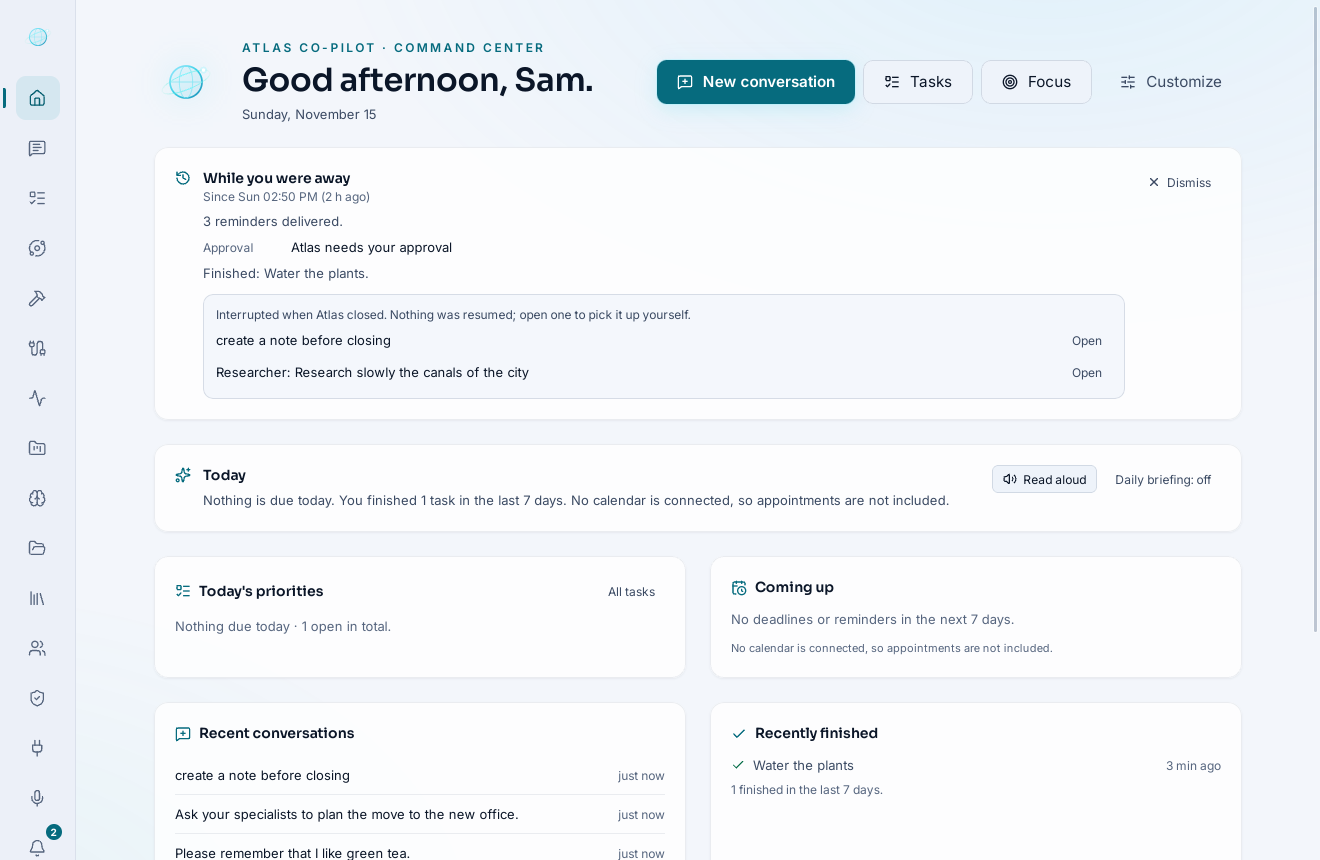 ATLAS CO-PILOT · COMMAND CENTER
Good afternoon, Sam.
Sunday, November 15
New conversation
Tasks
Focus
Customize
While you were away
Since Sun 02:50 PM (2 h ago)
Dismiss
3 reminders delivered.
Approval Atlas needs your approval
Finished: Water the plants.
Interrupted when Atlas closed. Nothing was resumed; open one to pick it up yourself.
create a note before closing Open
Researcher: Research slowly the canals of the city Open
Today
Nothing is due today. You finished 1 task in the last 7 days. No calendar is connected, so appointments are not included.
Read aloud
Daily briefing: off
Today's priorities
All tasks
Nothing due today · 1 open in total.
Coming up
No deadlines or reminders in the next 7 days.
No calendar is connected, so appointments are not included.
Recent conversations
create a note before closing just now
Ask your specialists to plan the move to the new office. just now
Please remember that I like green tea. just now
Recently finished
Water the plants 3 min ago
1 finished in the last 7 days.
2